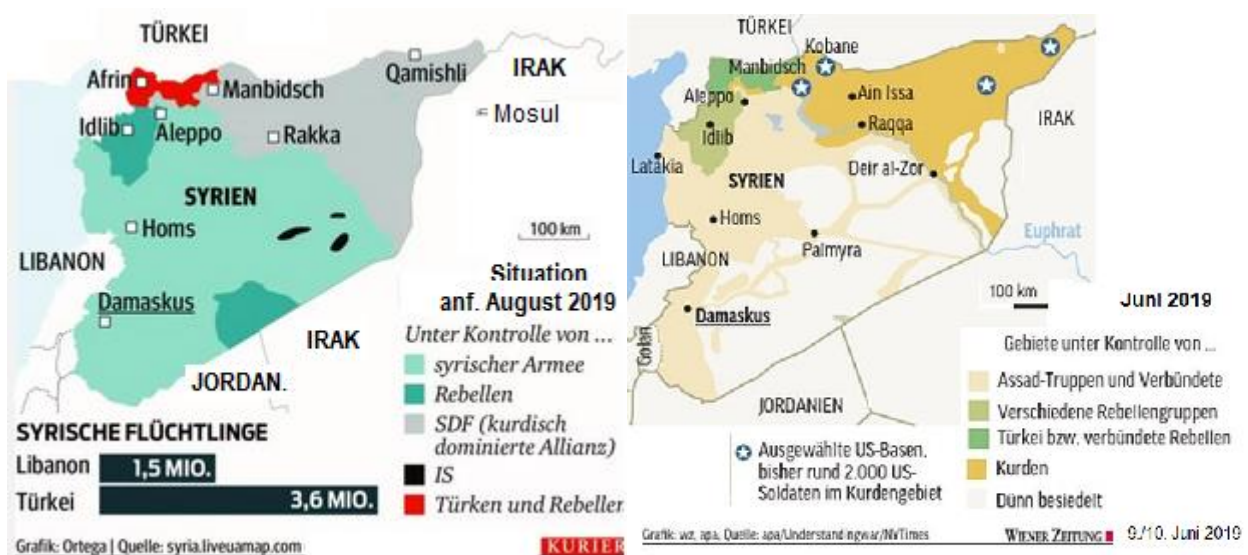 TÜRKEI
Afrin
Manbidsch
Qamishli
IRAK
Mosul
Idlib
Aleppo
Rakka
SYRIEN
Homs
100 km
LIBANON
Situation
anf. August 2019
Damaskus
IRAK
JORDAN.
Unter Kontrolle von ...
syrischer Armee
Rebellen
SDF (kurdisch
dominierte Allianz)
IS
Türken und Rebellen
SYRISCHE FLÜCHTLINGE
Libanon 1,5 MIO.
Türkei 3,6 MIO.
Grafik: Ortega | Quelle: syria.liveuamap.com
KURIER
TÜRKEI
Kobane
Manbidsch
Aleppo
Ain Issa
Idlib
Raqqa
IRAK
Latakia
SYRIEN
Deir al-Zor
Homs
Palmyra
Euphrat
LIBANON
100 km
Juni 2019
Damaskus
Golan
JORDANIEN
Gebiete unter Kontrolle von ...
Assad-Truppen und Verbündete
Verschiedene Rebellengruppen
Türkei bzw. verbündete Rebellen
Kurden
Dünn besiedelt
Ausgewählte US-Basen,
bisher rund 2.000 US-
Soldaten im Kurdengebiet
Grafik: wz, apa, Quelle: apa/Understandingwar/NYTimes
WIENER ZEITUNG
9./10. Juni 2019